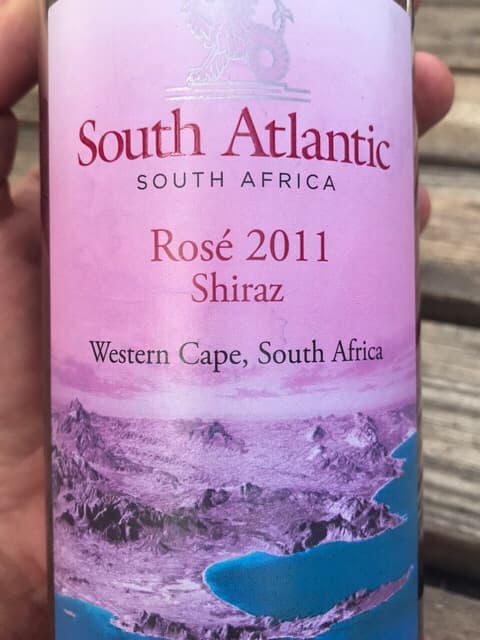 South Atlantic
SOUTH AFRICA
Rosé 2011
Shiraz
Western Cape, South Africa